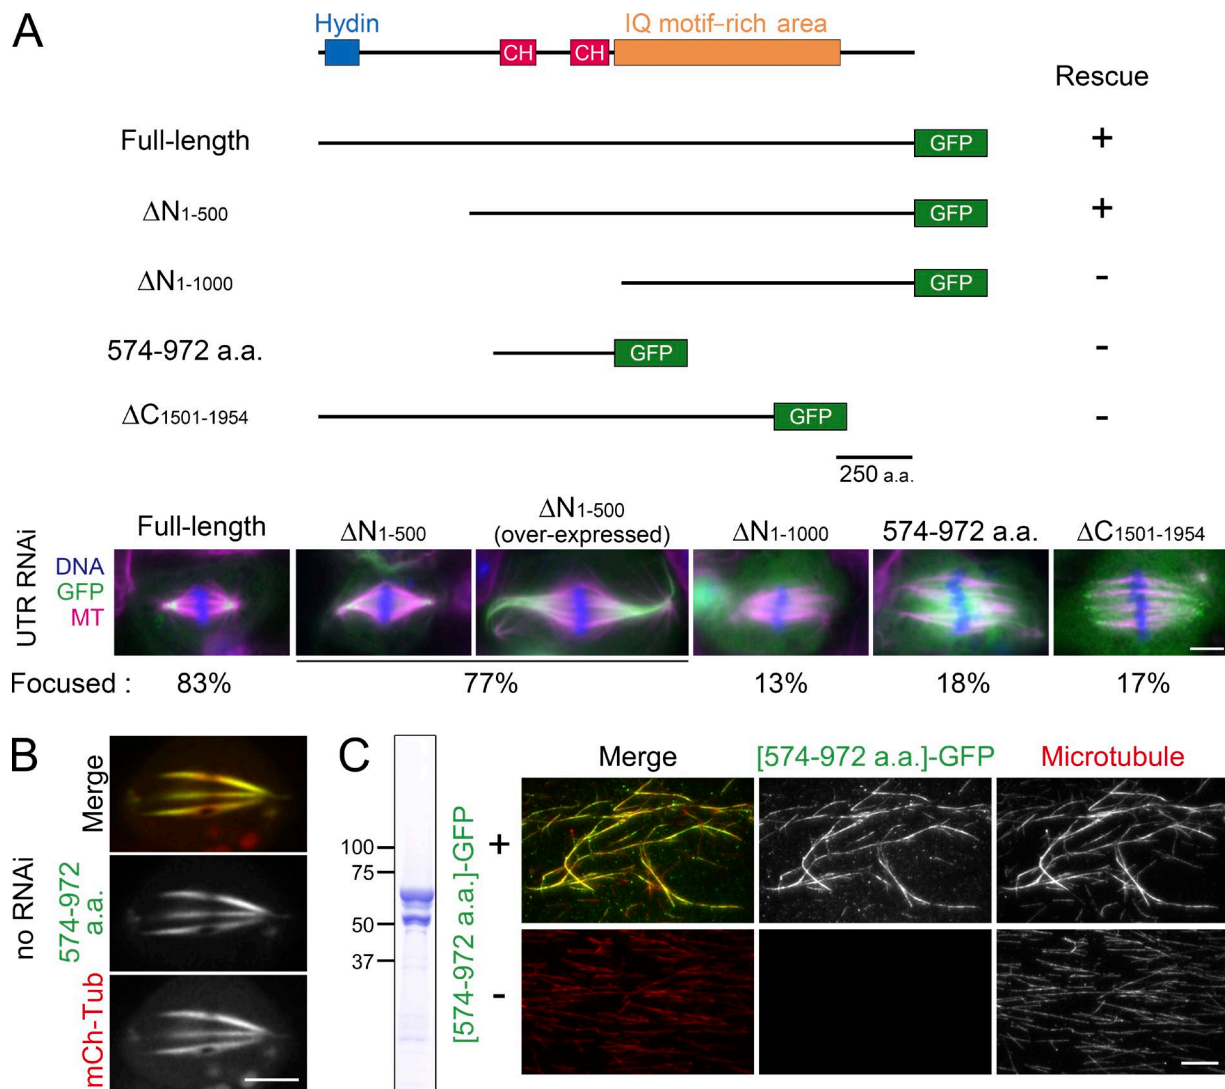 A
Hydin
IQ motif-rich area
CH CH
Rescue
Full-length GFP +
ΔN1-500 GFP +
ΔN1-1000 GFP -
574-972 a.a. GFP -
ΔC1501-1954 GFP -
250 a.a.
UTR RNAi
DNA
GFP
MT
Full-length
ΔN1-500
ΔN1-500
(over-expressed)
ΔN1-1000
574-972 a.a.
ΔC1501-1954
Focused : 83% 77% 13% 18% 17%
B
no RNAi
Merge
574-972
a.a.
mCh-Tub
C
100
75
50
37
[574-972 a.a.]-GFP
+
-
Merge
[574-972 a.a.]-GFP
Microtubule